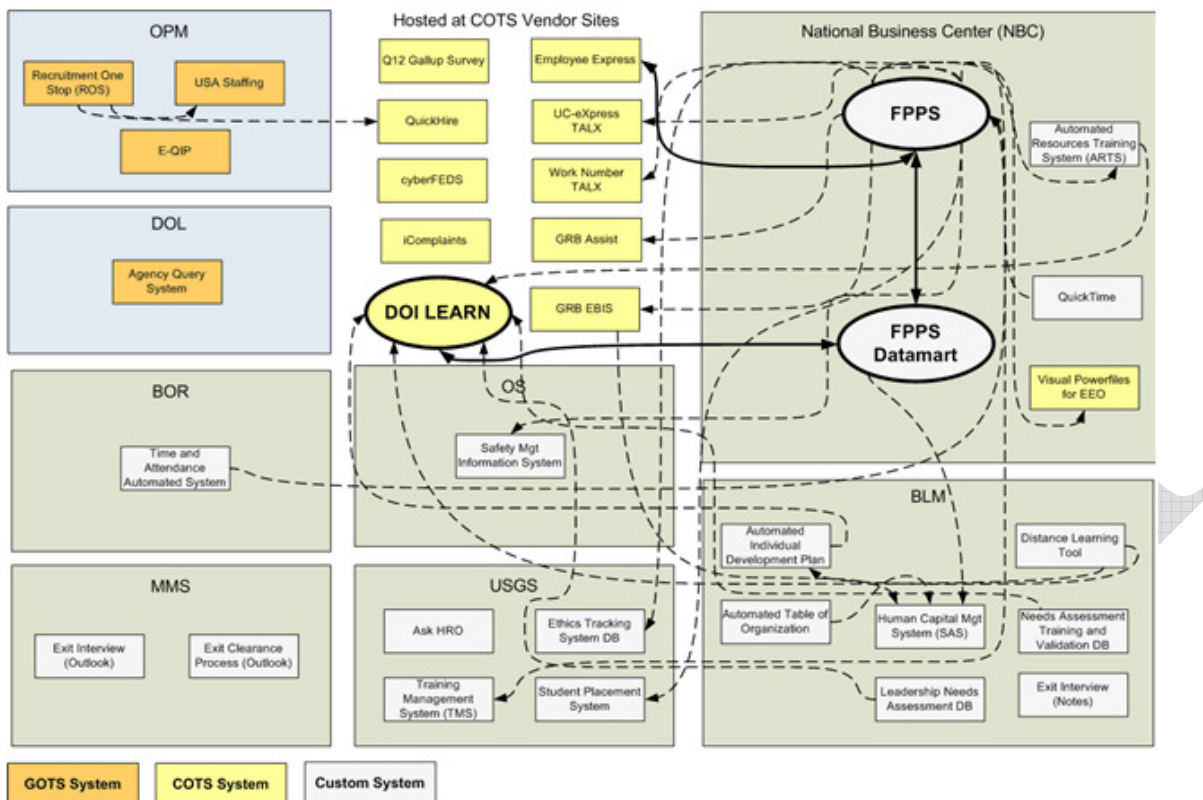 OPM
Recruitment One
Stop (ROS)
USA Staffing
E-QIP
DOL
Agency Query
System
BOR
Time and
Attendance
Automated System
MMS
Exit Interview
(Outlook)
Exit Clearance
Process (Outlook)
Hosted at COTS Vendor Sites
Q12 Gallup Survey
Employee Express
QuickHire
UC-eXpress
TALX
cyberFEDS
Work Number
TALX
iComplaints
GRB Assist
DOI LEARN
GRB EBIS
OS
Safety Mgt
Information System
USGS
Ask HRO
Ethics Tracking
System DB
Training
Management
System (TMS)
Student Placement
System
National Business Center (NBC)
FPPS
Automated
Resources Training
System (ARTS)
QuickTime
FPPS
Datamart
Visual Powerfiles
for EEO
BLM
Automated
Individual
Development Plan
Distance Learning
Tool
Automated Table of
Organization
Human Capital Mgt
System (SAS)
Needs Assessment
Training and
Validation DB
Leadership Needs
Assessment DB
Exit Interview
(Notes)
GOTS System
COTS System
Custom System